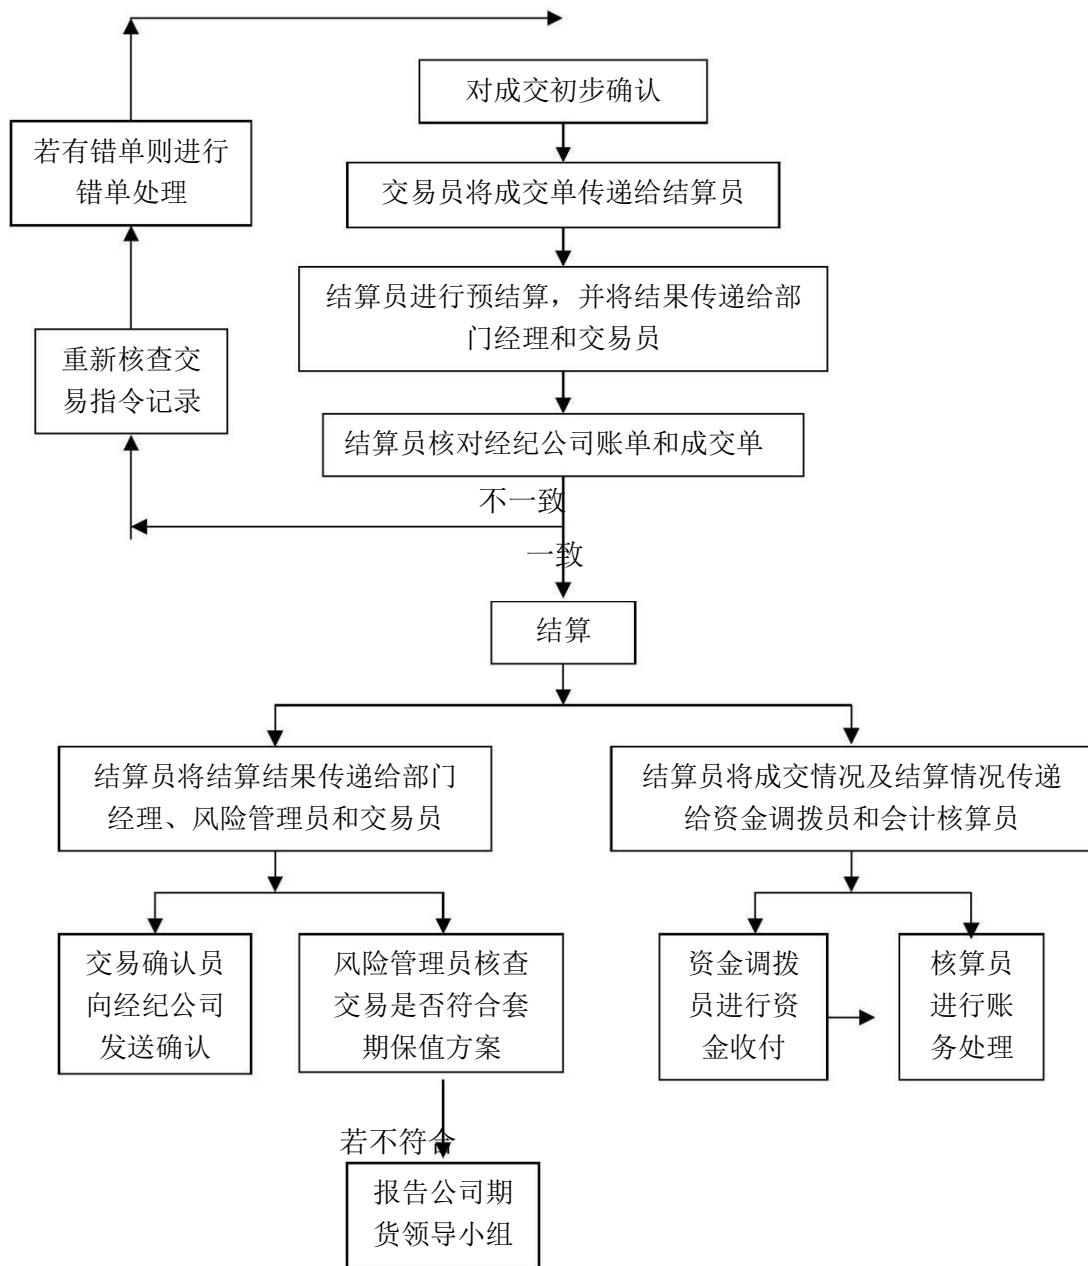 对成交初步确认
若有错单则进行
错单处理
交易员将成交单传递给结算员
结算员进行预结算，并将结果传递给部
门经理和交易员
重新核查交
易指令记录
结算员核对经纪公司账单和成交单
不一致
一致
结算
结算员将结算结果传递给部门
经理、风险管理员和交易员
结算员将成交情况及结算情况传递
给资金调拨员和会计核算员
交易确认员
向经纪公司
发送确认
风险管理员核查
交易是否符合套
期保值方案
资金调拨
员进行资
金收付
核算员
进行账
务处理
若不符合
报告公司期
货领导小组